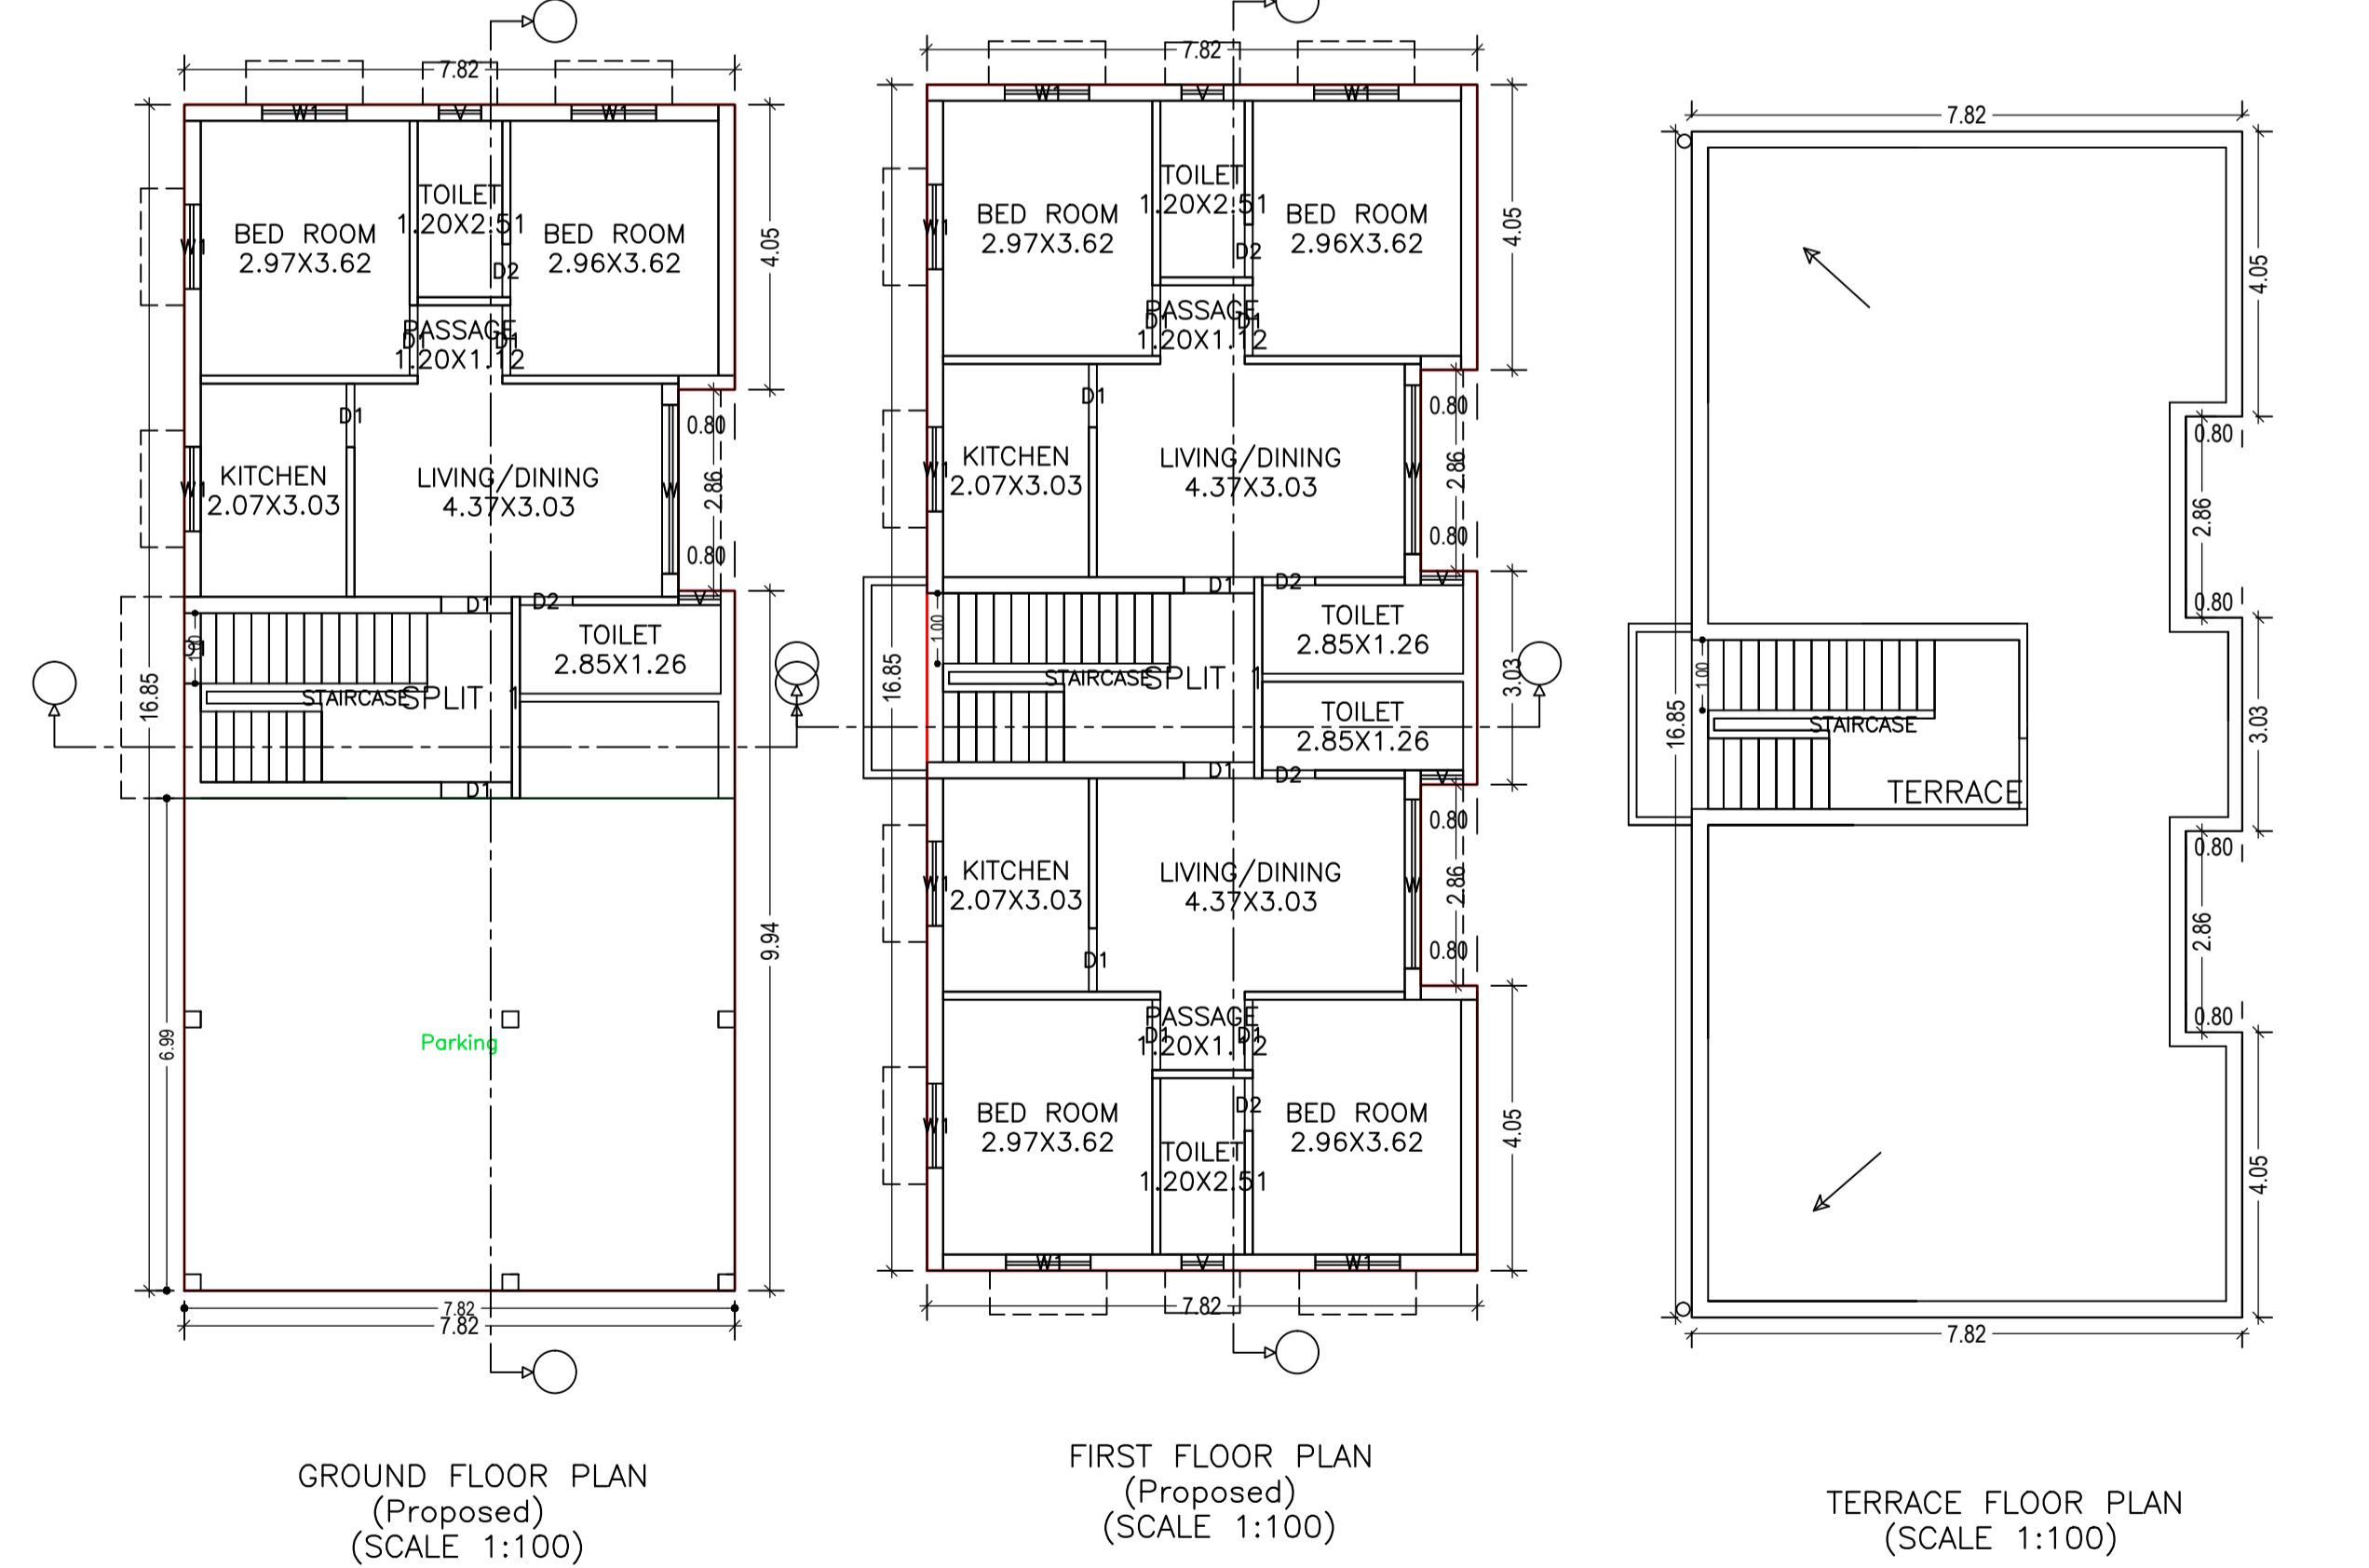 7.82
W1
V
W1
TOILET
1.20X2.51
BED ROOM
2.97X3.62
BED ROOM
2.96X3.62
W1
D2
4.05
PASSAGE
1.20X1.12
D1
D1
D1
0.80
KITCHEN
2.07X3.03
LIVING/DINING
4.37X3.03
W1
W
2.86
0.80
D1
D2
V
TOILET
2.85X1.26
1.00
STAIRCASE
SPLIT 1
16.85
D1
9.94
6.99
Parking
7.82
7.82
GROUND FLOOR PLAN
(Proposed)
(SCALE 1:100)
7.82
W1
V
W1
TOILET
1.20X2.51
BED ROOM
2.97X3.62
BED ROOM
2.96X3.62
W1
D2
4.05
PASSAGE
1.20X1.12
D1
D1
D1
0.80
KITCHEN
2.07X3.03
LIVING/DINING
4.37X3.03
W1
W
2.86
0.80
D1
D2
V
TOILET
2.85X1.26
1.00
STAIRCASE
SPLIT 1
16.85
3.03
TOILET
2.85X1.26
D1
D2
V
0.80
KITCHEN
2.07X3.03
LIVING/DINING
4.37X3.03
W1
W
2.86
0.80
D1
PASSAGE
1.20X1.12
D1
D1
BED ROOM
2.97X3.62
BED ROOM
2.96X3.62
W1
D2
4.05
TOILET
1.20X2.51
W1
V
W1
7.82
FIRST FLOOR PLAN
(Proposed)
(SCALE 1:100)
7.82
4.05
0.80
2.86
0.80
1.00
16.85
STAIRCASE
3.03
TERRACE
0.80
2.86
0.80
4.05
7.82
TERRACE FLOOR PLAN
(SCALE 1:100)